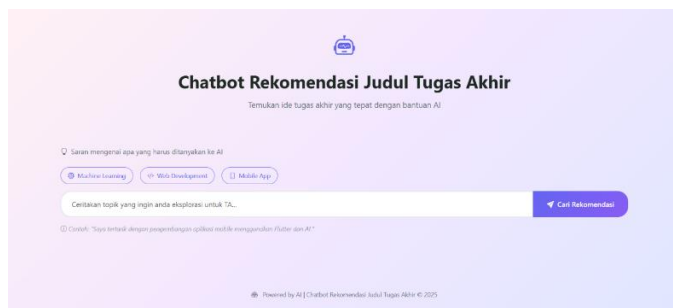 Chatbot Rekomendasi Judul Tugas Akhir
Temukan ide tugas akhir yang tepat dengan bantuan AI
Saran mengenai apa yang harus ditanyakan ke AI
Machine Learning
</> Web Development
Mobile App
Ceritakan topik yang ingin anda eksplorasi untuk TA...
Cari Rekomendasi
Contoh: "Saya tertarik dengan pengembangan aplikasi mobile menggunakan Flutter dan AI"
Powered by AI | Chatbot Rekomendasi Judul Tugas Akhir © 2025